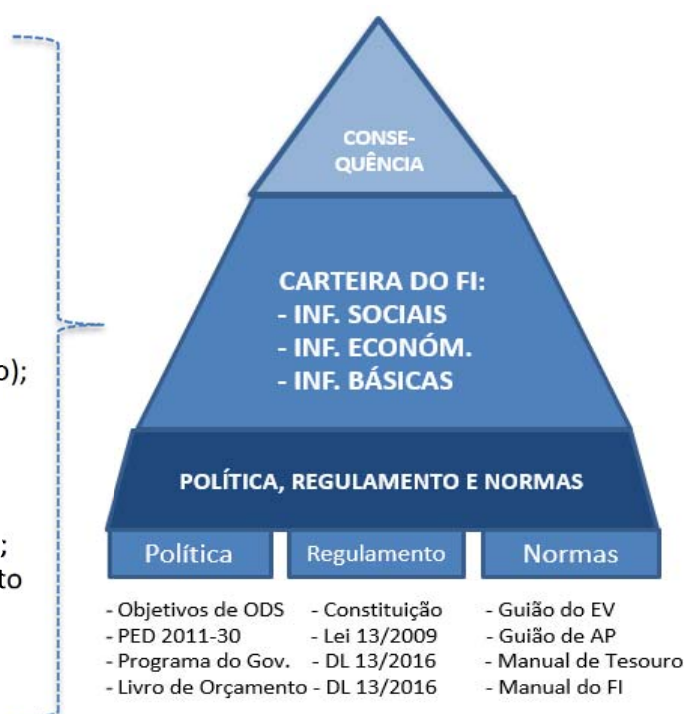 CONSE-
QUÊNCIA
CARTEIRA DO FI:
- INF. SOCIAIS
- INF. ECONÓM.
- INF. BÁSICAS
o);
;
to
POLÍTICA, REGULAMENTO E NORMAS
Política
Regulamento
Normas
- Objetivos de ODS
- PED 2011-30
- Programa do Gov.
- Livro de Orçamento
- Constituição
- Lei 13/2009
- DL 13/2016
- DL 13/2016
- Guião do EV
- Guião de AP
- Manual de Tesouro
- Manual do FI